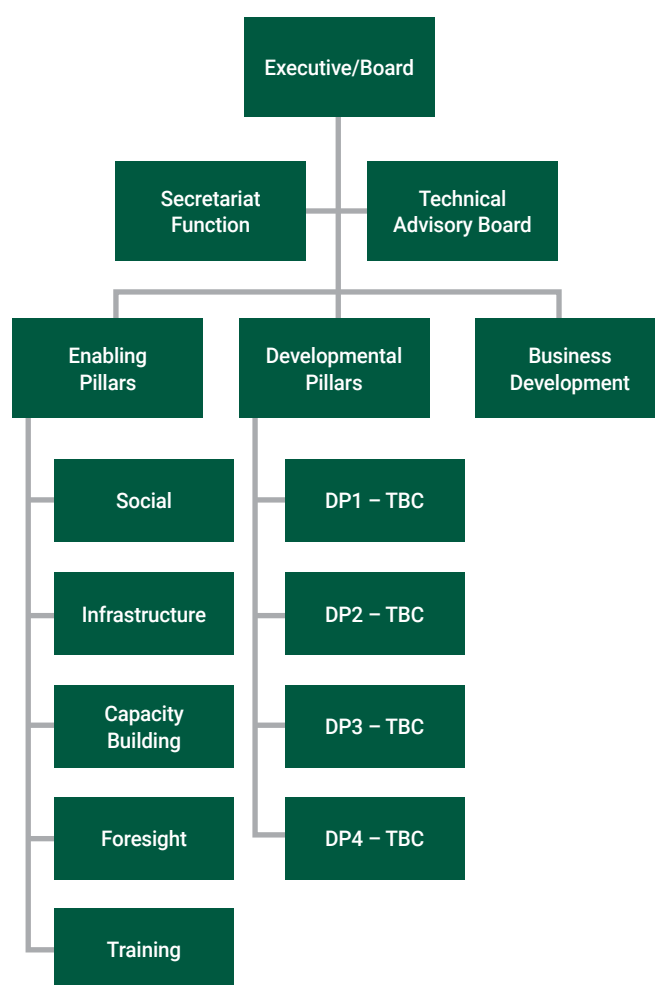 Executive/Board
Secretariat
Function
Technical
Advisory Board
Enabling
Pillars
Developmental
Pillars
Business
Development
Social
Infrastructure
Capacity
Building
Foresight
Training
DP1 – TBC
DP2 – TBC
DP3 – TBC
DP4 – TBC